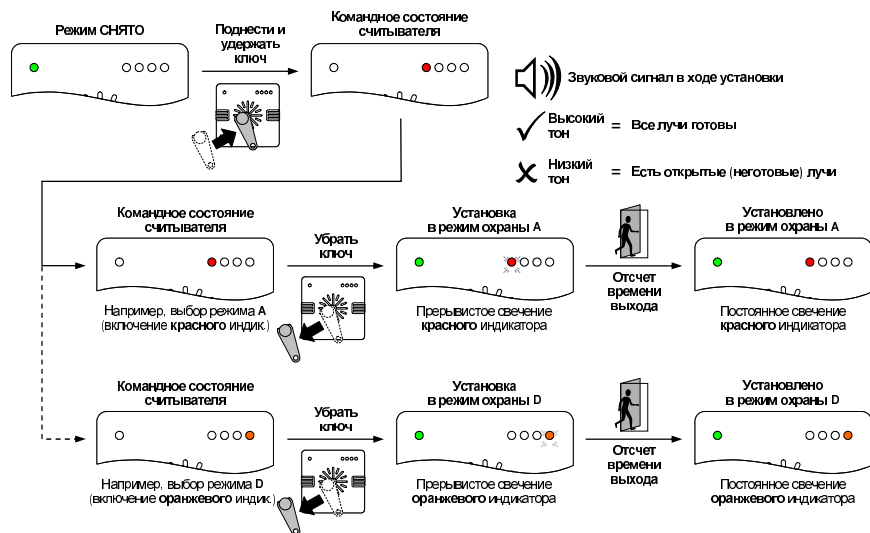 Режим СНЯТО
Поднести и
удержать
ключ
Командное состояние
считывателя
Звуковой сигнал в ходе установки
Высокий
тон
= Все лучи готовы
Низкий
тон
= Есть открытые (неготовые) лучи
Командное состояние
считывателя
Например, выбор режима A
(включение красного индик.)
Убрать
ключ
Установка
в режим охраны A
Прерывистое свечение
красного индикатора
Отсчет
времени
выхода
Установлено
в режим охраны A
Постоянное свечение
красного индикатора
Командное состояние
считывателя
Например, выбор режима D
(включение оранжевого индик.)
Убрать
ключ
Установка
в режим охраны D
Прерывистое свечение
оранжевого индикатора
Отсчет
времени
выхода
Установлено
в режим охраны D
Постоянное свечение
оранжевого индикатора